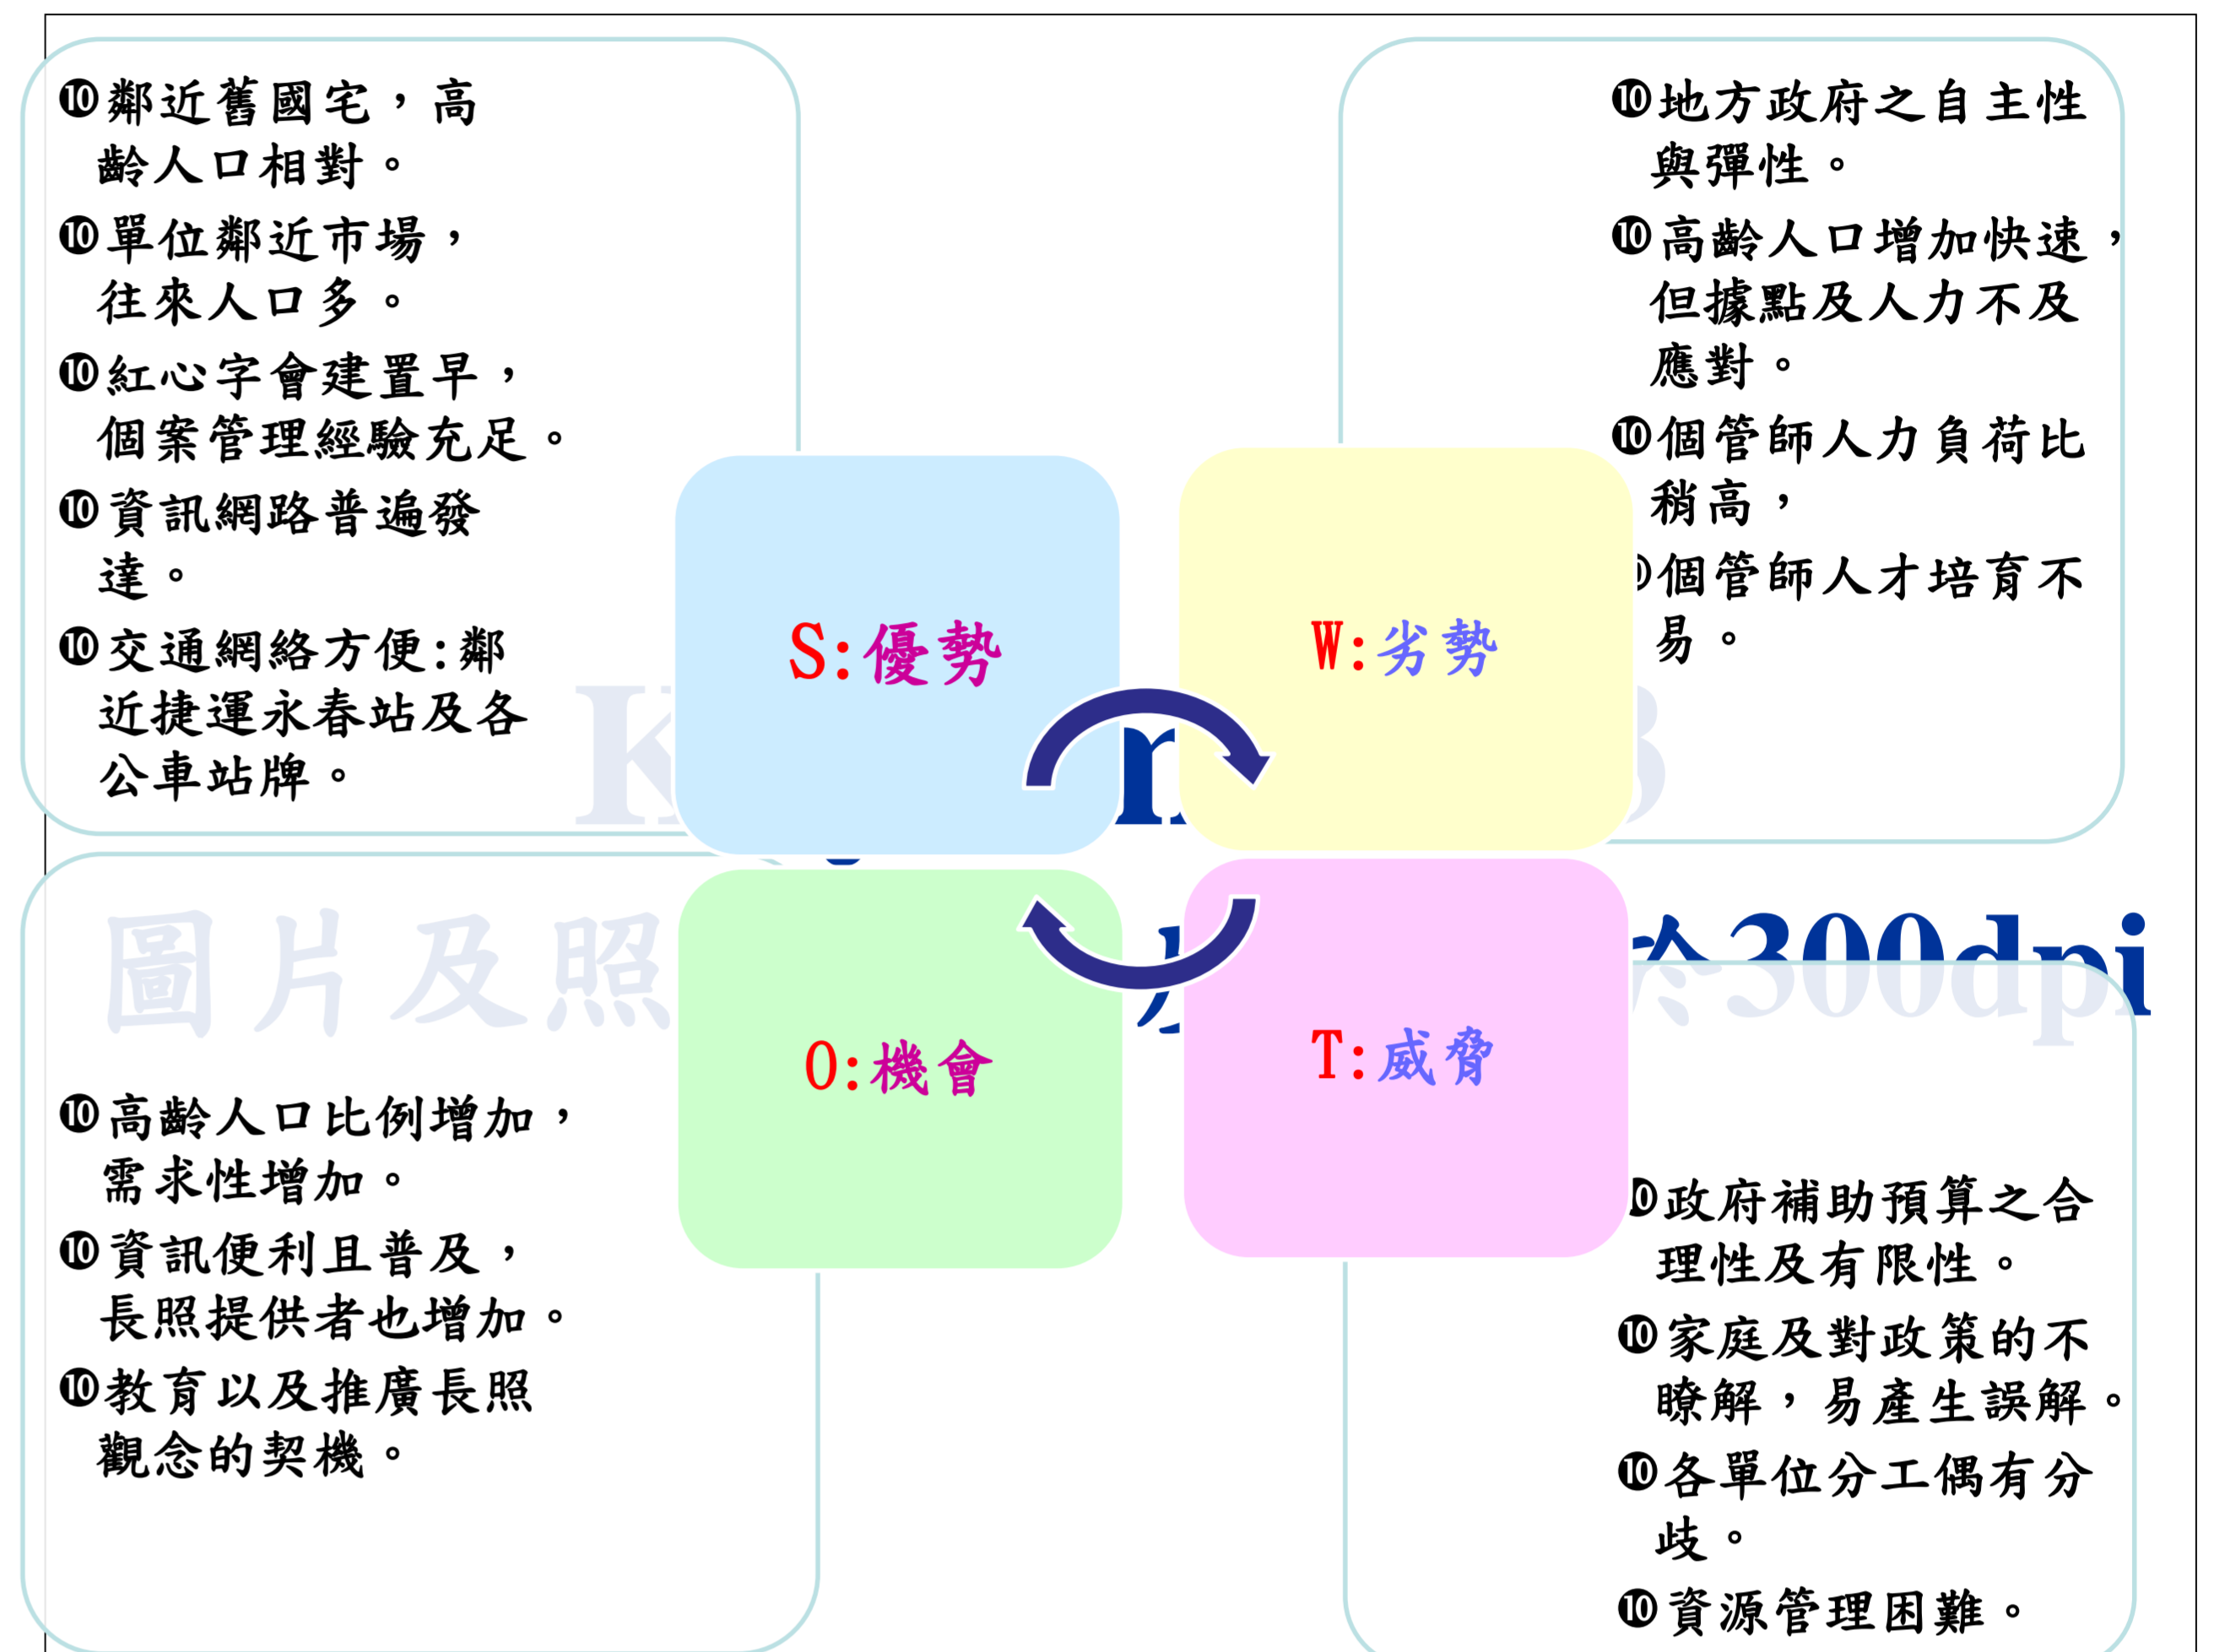 ❿鄰近舊國宅，高
齡人口相對。
❿單位鄰近市場，
往來人口多。
❿紅心字會建置早，
個案管理經驗充足。
❿資訊網路普遍發
達。
❿交通網絡方便:鄰
近捷運永春站及各
公車站牌。
❿地方政府之自主性
與彈性。
❿高齡人口增加快速，
但據點及人力不及
應對。
❿個管師人力負荷比
稍高，
❿個管師人才培育不
易。
S:優勢
W:劣勢
圖片及照
300dpi
O:機會
T:威脅
❿高齡人口比例增加，
需求性增加。
❿資訊便利且普及，
長照提供者也增加。
❿教育以及推廣長照
觀念的契機。
❿政府補助預算之合
理性及有限性。
❿家庭及對政策的不
瞭解，易產生誤解。
❿各單位分工偶有分
歧。
❿資源管理困難。